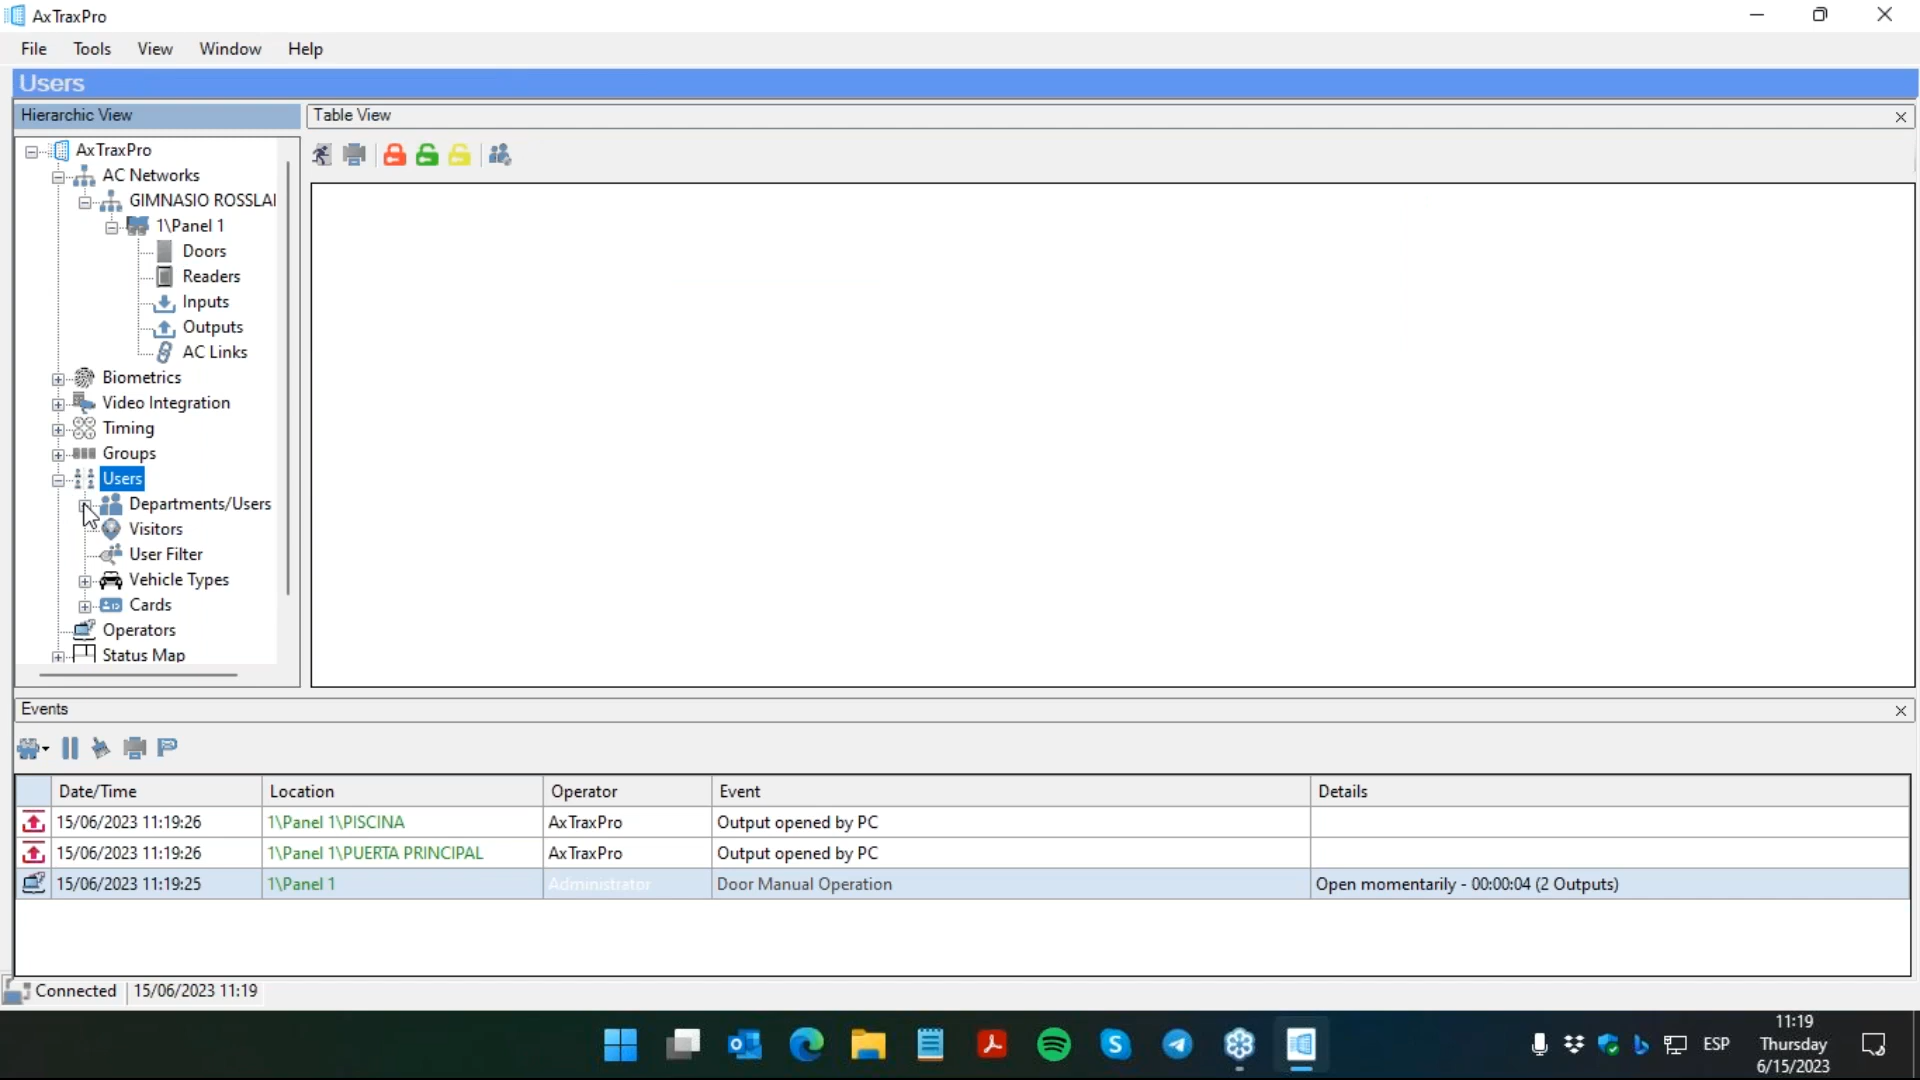 AxTraxPro
File Tools View Window Help
Users
Hierarchic View
Table View
AxTraxPro
AC Networks
GIMNASIO ROSSLAI
1\Panel 1
Doors
Readers
Inputs
Outputs
AC Links
Biometrics
Video Integration
Timing
Groups
Users
Departments/Users
Visitors
User Filter
Vehicle Types
Cards
Operators
Status Map
Events
Date/Time Location Operator Event Details
15/06/2023 11:19:26 1\Panel 1\PISCINA AxTraxPro Output opened by PC
15/06/2023 11:19:26 1\Panel 1\PUERTA PRINCIPAL AxTraxPro Output opened by PC
15/06/2023 11:19:25 1\Panel 1 Administrator Door Manual Operation Open momentarily - 00:00:04 (2 Outputs)
Connected 15/06/2023 11:19
ESP
11:19
Thursday
6/15/2023